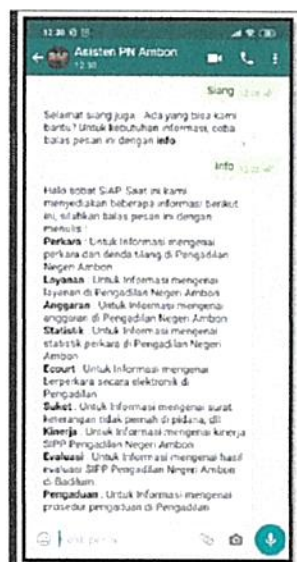 12.30
Asisten PN Ambon
12.30
Siang
Selamat siang juga. Ada yang bisa kami
bantu? Untuk kebutuhan informasi, coba
balas pesan ini dengan info
info
Hallo sobat SIAP. Saat ini kami
menyediakan beberapa informasi berikut
ini, silahkan balas pesan ini dengan
menulis :
Perkara : Untuk Informasi mengenai
perkara dan denda tilang di Pengadilan
Negeri Ambon
Layanan : Untuk Informasi mengenai
layanan di Pengadilan Negeri Ambon
Anggaran : Untuk Informasi mengenai
anggaran di Pengadilan Negeri Ambon
Statistik : Untuk Informasi mengenai
statistik perkara di Pengadilan Negeri
Ambon
Ecourt : Untuk Informasi mengenai
berperkara secara elektronik di
Pengadilan
Suket : Untuk Informasi mengenai surat
keterangan tidak pernah di pidana, dll
Kinerja : Untuk Informasi mengenai kinerja
SIPP Pengadilan Negeri Ambon
Evaluasi : Untuk Informasi mengenai hasil
evaluasi SIPP Pengadilan Negeri Ambon
di Badilum
Pengaduan : Untuk Informasi mengenai
prosedur pengaduan di Pengadilan